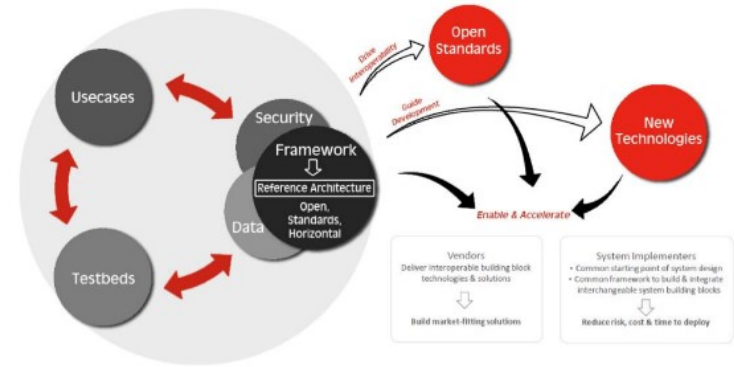 Usecases
Security
Framework
Reference Architecture
Open,
Standards,
Horizontal
Data
Testbeds
Drive
Interoperability
Open
Standards
Guide
Development
New
Technologies
Enable & Accelerate
Vendors
Deliver interoperable building block
technologies & solutions
Build market-fitting solutions
System Implementers
• Common starting point of system design
• Common framework to build & integrate
interchangeable system building blocks
Reduce risk, cost & time to deploy